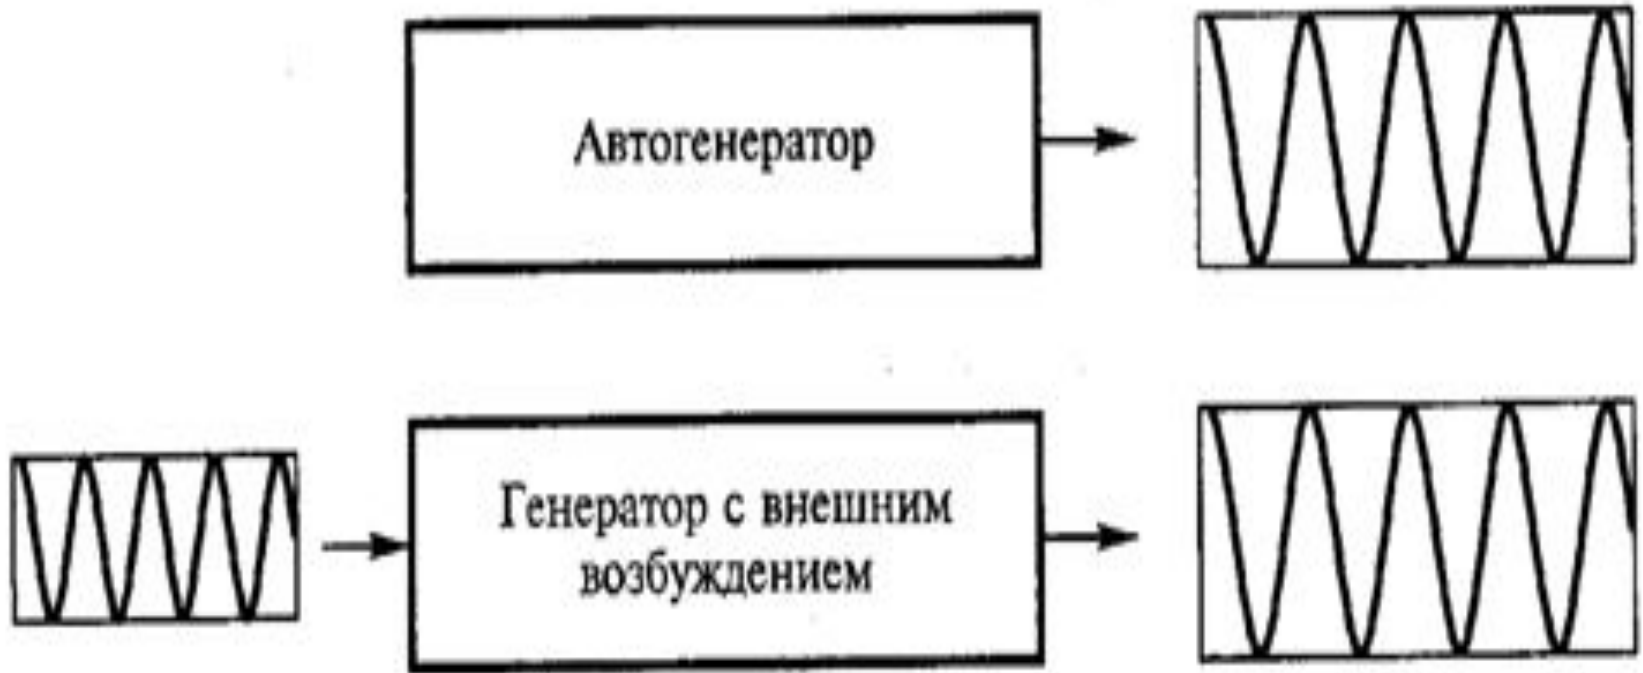 Автогенератор
Генератор с внешним
возбуждением